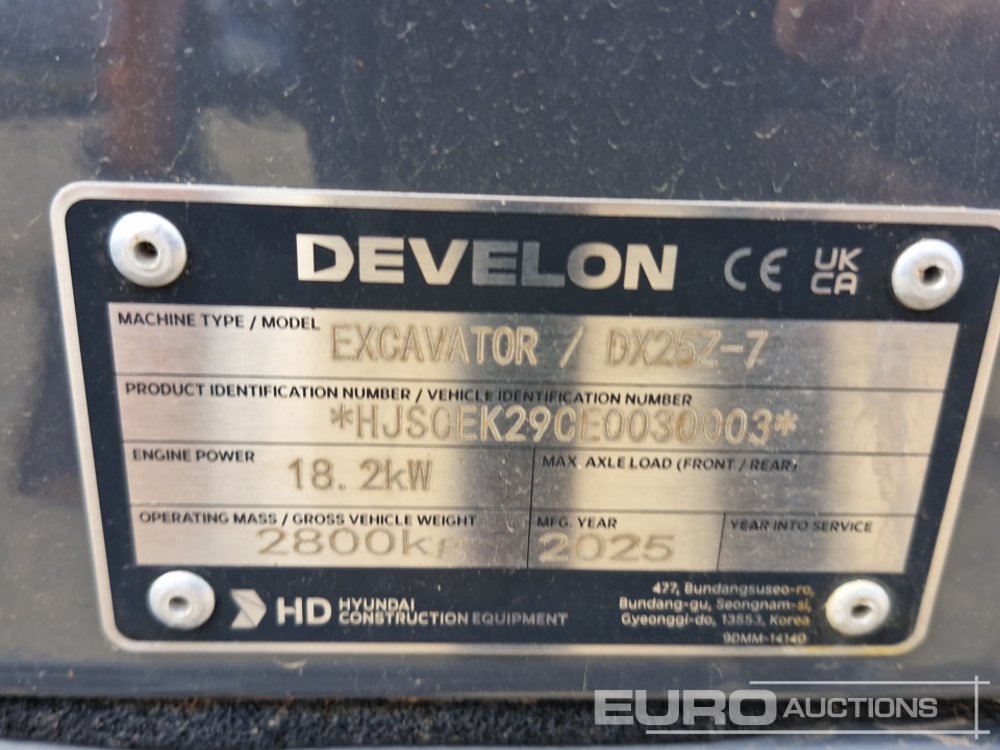 DEVELON CE UK CA
MACHINE TYPE / MODEL
EXCAVATOR / DX25Z-7
PRODUCT IDENTIFICATION NUMBER / VEHICLE IDENTIFICATION NUMBER
*HJSCEK29CE0030003*
ENGINE POWER
18.2kW
MAX. AXLE LOAD (FRONT / REAR)
OPERATING MASS / GROSS VEHICLE WEIGHT
2800kg
MFG. YEAR
2025
YEAR INTO SERVICE
HD HYUNDAI
CONSTRUCTION EQUIPMENT
477, Bundangsuseo-ro,
Bundang-gu, Seongnam-si,
Gyeonggi-do, 13553, Korea
9DMM-14140
EURO AUCTIONS